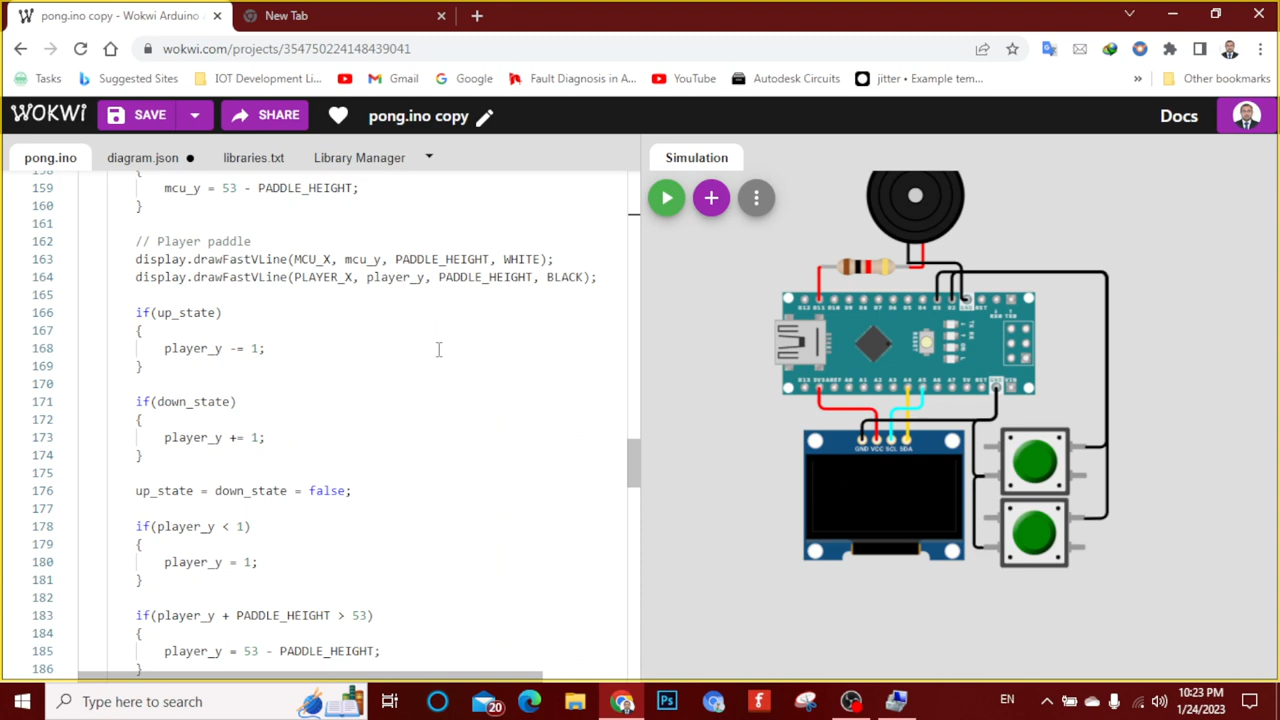 pong.ino copy - Wokwi Arduino
New Tab
wokwi.com/projects/354750224148439041
Tasks
Suggested Sites
IOT Development Li...
Gmail
Google
Fault Diagnosis in A...
YouTube
Autodesk Circuits
jitter • Example tem...
»
Other bookmarks
WOKWI
SAVE
SHARE
pong.ino copy
Docs
pong.ino
diagram.json
libraries.txt
Library Manager
Simulation
158 {
159 mcu_y = 53 - PADDLE_HEIGHT;
160 }
161
162 // Player paddle
163 display.drawFastVLine(MCU_X, mcu_y, PADDLE_HEIGHT, WHITE);
164 display.drawFastVLine(PLAYER_X, player_y, PADDLE_HEIGHT, BLACK);
165
166 if(up_state)
167 {
168 player_y -= 1;
169 }
170
171 if(down_state)
172 {
173 player_y += 1;
174 }
175
176 up_state = down_state = false;
177
178 if(player_y < 1)
179 {
180 player_y = 1;
181 }
182
183 if(player_y + PADDLE_HEIGHT > 53)
184 {
185 player_y = 53 - PADDLE_HEIGHT;
186 }
GND VCC SCL SDA
Type here to search
20
Ps
EN
10:23 PM
1/24/2023